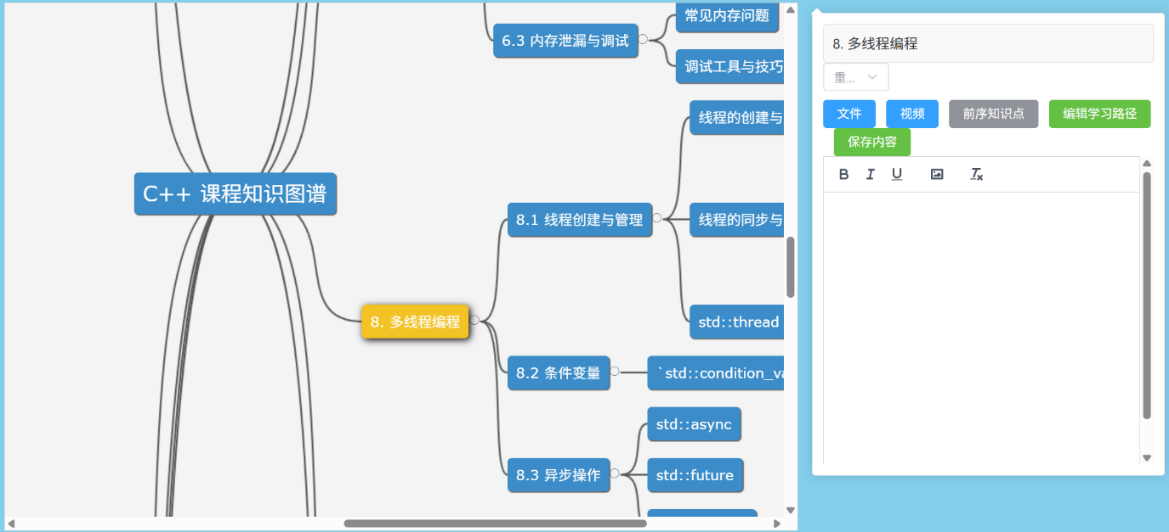 常见内存问题
6.3 内存泄漏与调试
调试工具与技巧
线程的创建与
C++ 课程知识图谱
8.1 线程创建与管理
线程的同步与
8. 多线程编程
std::thread
8.2 条件变量
`std::condition_va
std::async
8.3 异步操作
std::future
8. 多线程编程
重...
文件
视频
前序知识点
编辑学习路径
保存内容
B I U